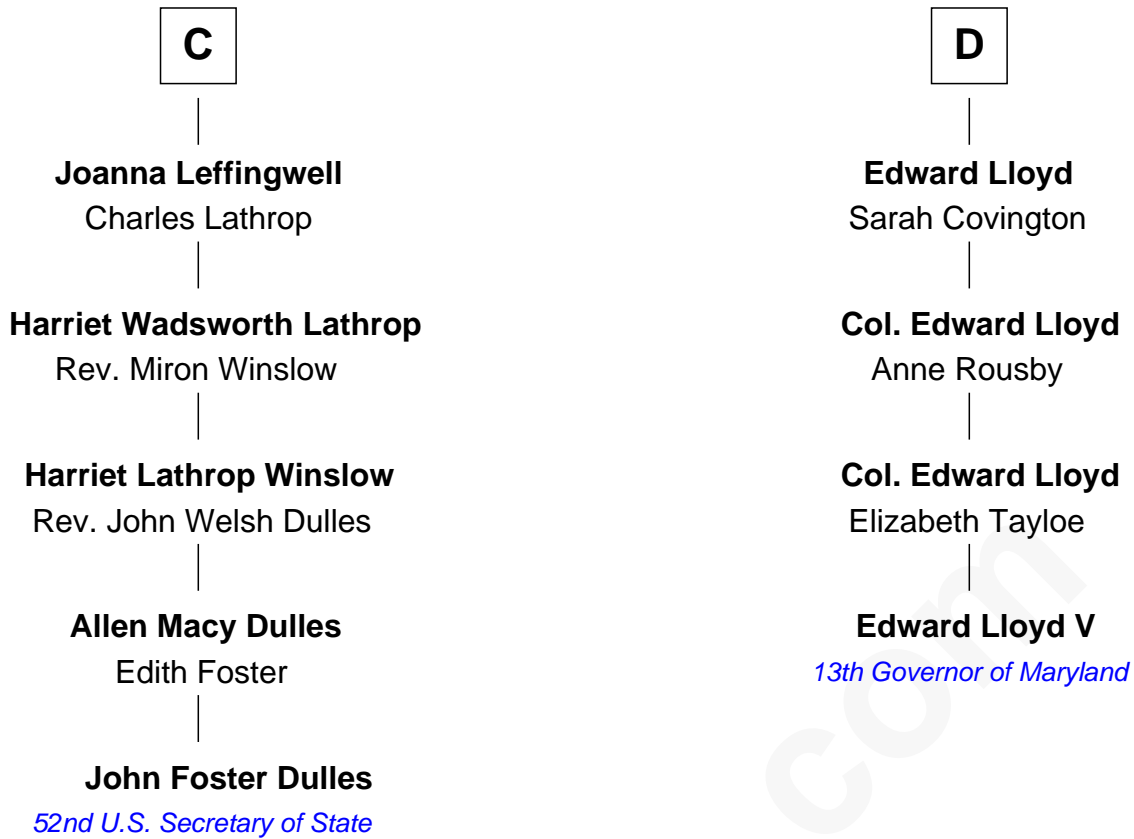 C
Joanna Leffingwell
Charles Lathrop
Harriet Wadsworth Lathrop
Rev. Miron Winslow
Harriet Lathrop Winslow
Rev. John Welsh Dulles
Allen Macy Dulles
Edith Foster
John Foster Dulles
52nd U.S. Secretary of State
D
Edward Lloyd
Sarah Covington
Col. Edward Lloyd
Anne Rousby
Col. Edward Lloyd
Elizabeth Tayloe
Edward Lloyd V
13th Governor of Maryland
com